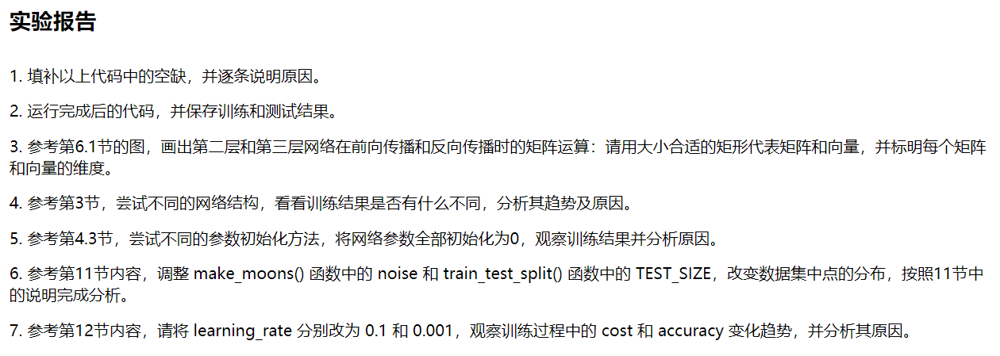 实验报告
1. 填补以上代码中的空缺，并逐条说明原因。
2. 运行完成后的代码，并保存训练和测试结果。
3. 参考第6.1节的图，画出第二层和第三层网络在前向传播和反向传播时的矩阵运算：请用大小合适的矩形代表矩阵和向量，并标明每个矩阵
和向量的维度。
4. 参考第3节，尝试不同的网络结构，看看训练结果是否有什么不同，分析其趋势及原因。
5. 参考第4.3节，尝试不同的参数初始化方法，将网络参数全部初始化为0，观察训练结果并分析原因。
6. 参考第11节内容，调整 make_moons() 函数中的 noise 和 train_test_split() 函数中的 TEST_SIZE，改变数据集中点的分布，按照11节中
的说明完成分析。
7. 参考第12节内容，请将 learning_rate 分别改为 0.1 和 0.001，观察训练过程中的 cost 和 accuracy 变化趋势，并分析其原因。